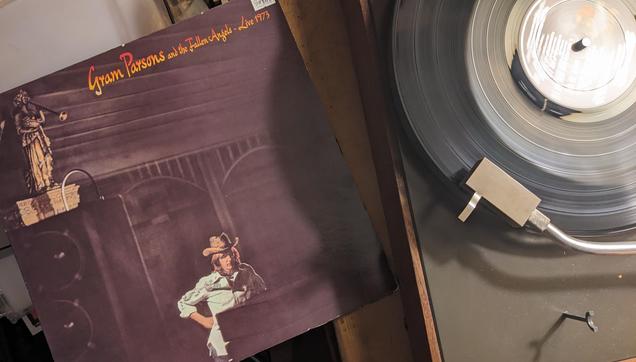 Gram Parsons and the Fallen Angels - Live 1973